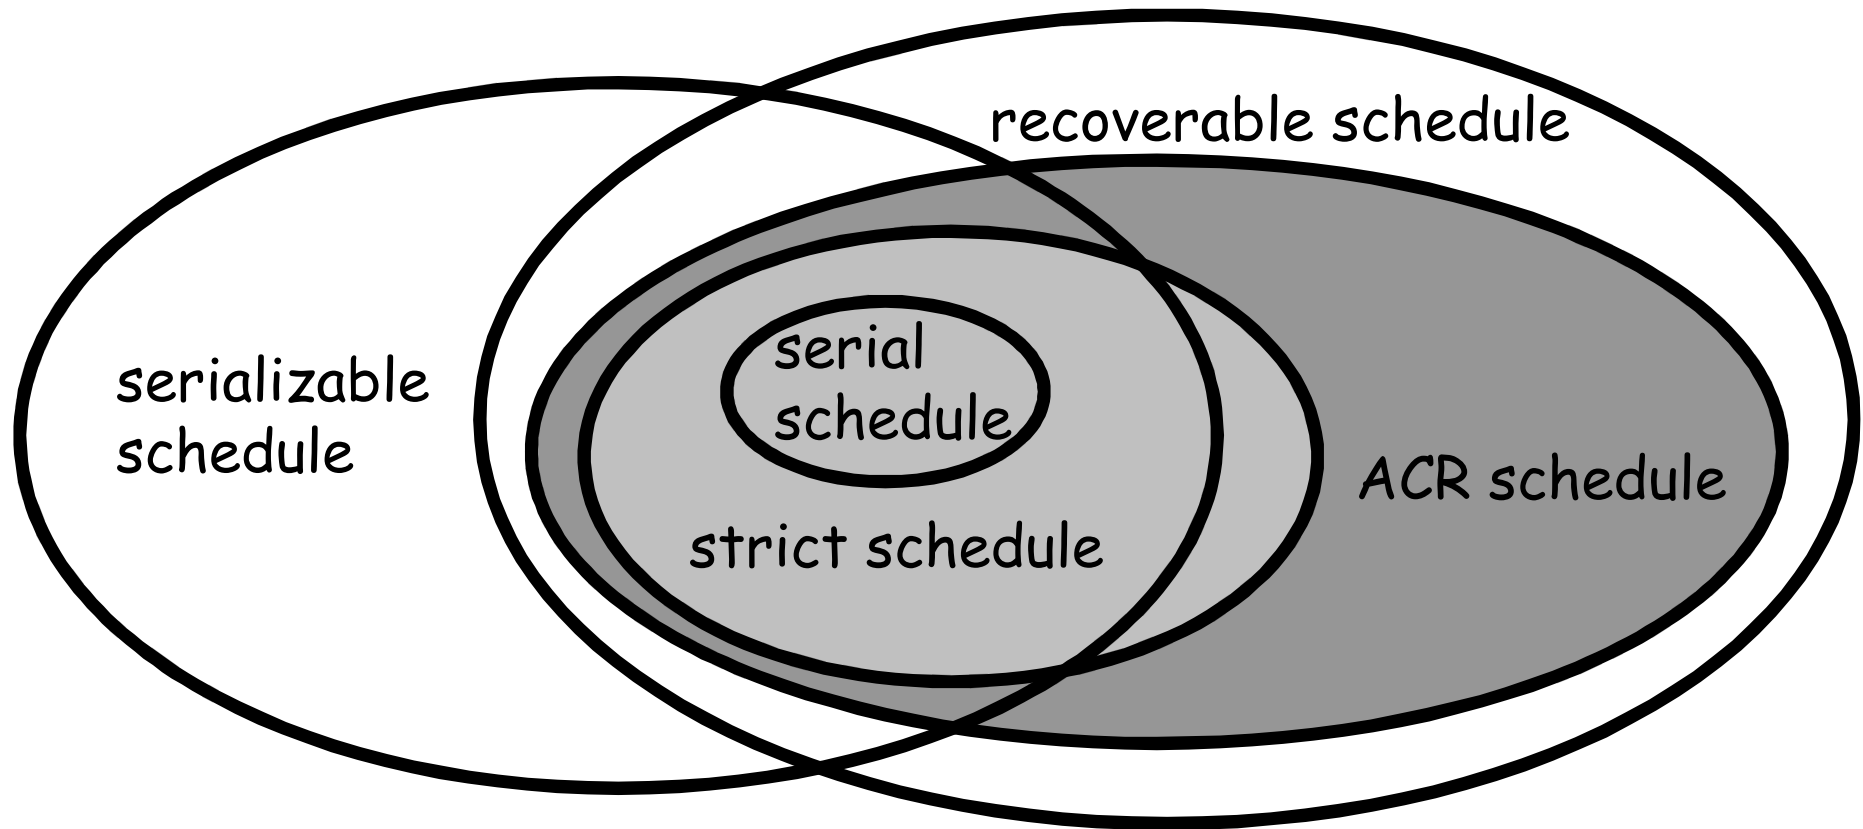 recoverable schedule
serial
schedule
serializable
schedule
ACR schedule
strict schedule